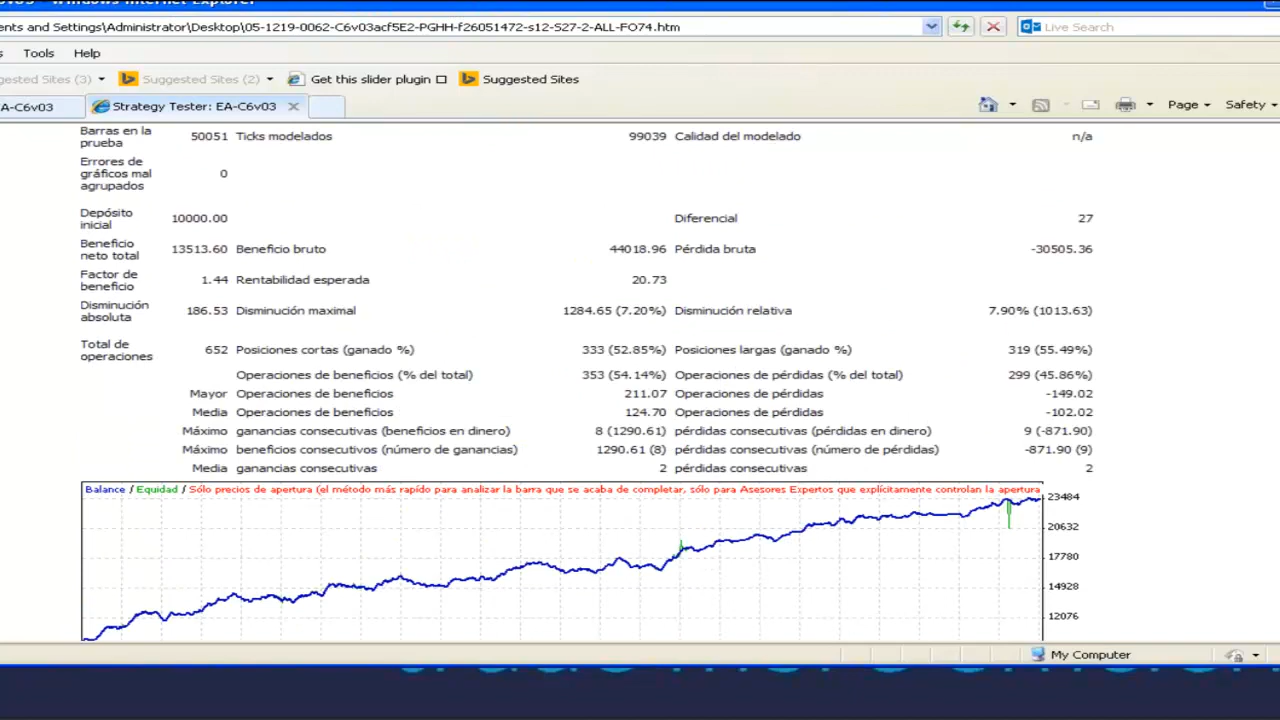 ents and Settings\Administrator\Desktop\05-1219-0062-C6v03acf5E2-PGHH-f26051472-s12-S27-2-ALL-FO74.htm Live Search
s Tools Help
gested Sites (3) Suggested Sites (2) Get this slider plugin Suggested Sites
A-C6v03 Strategy Tester: EA-C6v03 Page Safety
Barras en la prueba 50051 Ticks modelados 99039 Calidad del modelado n/a
Errores de gráficos mal agrupados 0
Depósito inicial 10000.00 Diferencial 27
Beneficio neto total 13513.60 Beneficio bruto 44018.96 Pérdida bruta -30505.36
Factor de beneficio 1.44 Rentabilidad esperada 20.73
Disminución absoluta 186.53 Disminución maximal 1284.65 (7.20%) Disminución relativa 7.90% (1013.63)
Total de operaciones 652 Posiciones cortas (ganado %) 333 (52.85%) Posiciones largas (ganado %) 319 (55.49%)
Operaciones de beneficios (% del total) 353 (54.14%) Operaciones de pérdidas (% del total) 299 (45.86%)
Mayor Operaciones de beneficios 211.07 Operaciones de pérdidas -149.02
Media Operaciones de beneficios 124.70 Operaciones de pérdidas -102.02
Máximo ganancias consecutivas (beneficios en dinero) 8 (1290.61) pérdidas consecutivas (pérdidas en dinero) 9 (-871.90)
Máximo beneficios consecutivos (número de ganancias) 1290.61 (8) pérdidas consecutivas (número de pérdidas) -871.90 (9)
Media ganancias consecutivas 2 pérdidas consecutivas 2
Balance / Equidad / Sólo precios de apertura (el método más rapído para analizar la barra que se acaba de completar, sólo para Asesores Expertos que explícitamente controlan la apertura
23484
20632
17780
14928
12076
My Computer